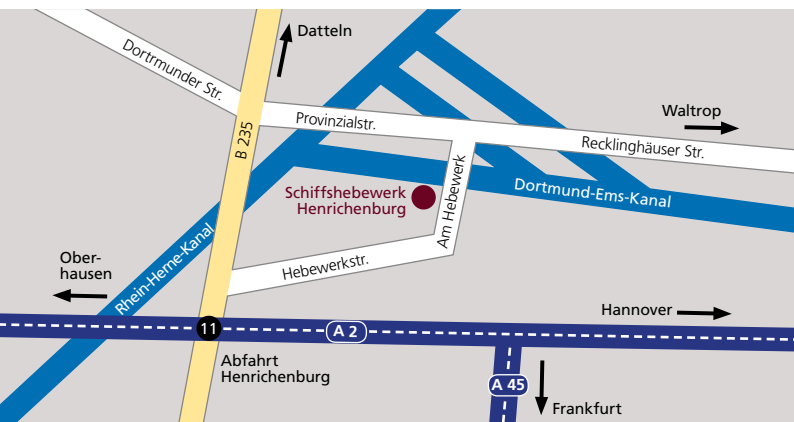 Datteln
Dortmunder Str.
Waltrop
Provinzialstr.
Recklinghäuser Str.
B 235
Am Hebewerk
Schiffshebewerk
Henrichenburg
Dortmund-Ems-Kanal
Rhein-Herne-Kanal
Ober-
hausen
Hebewerkstr.
Hannover
11
A 2
Abfahrt
Henrichenburg
A 45
Frankfurt